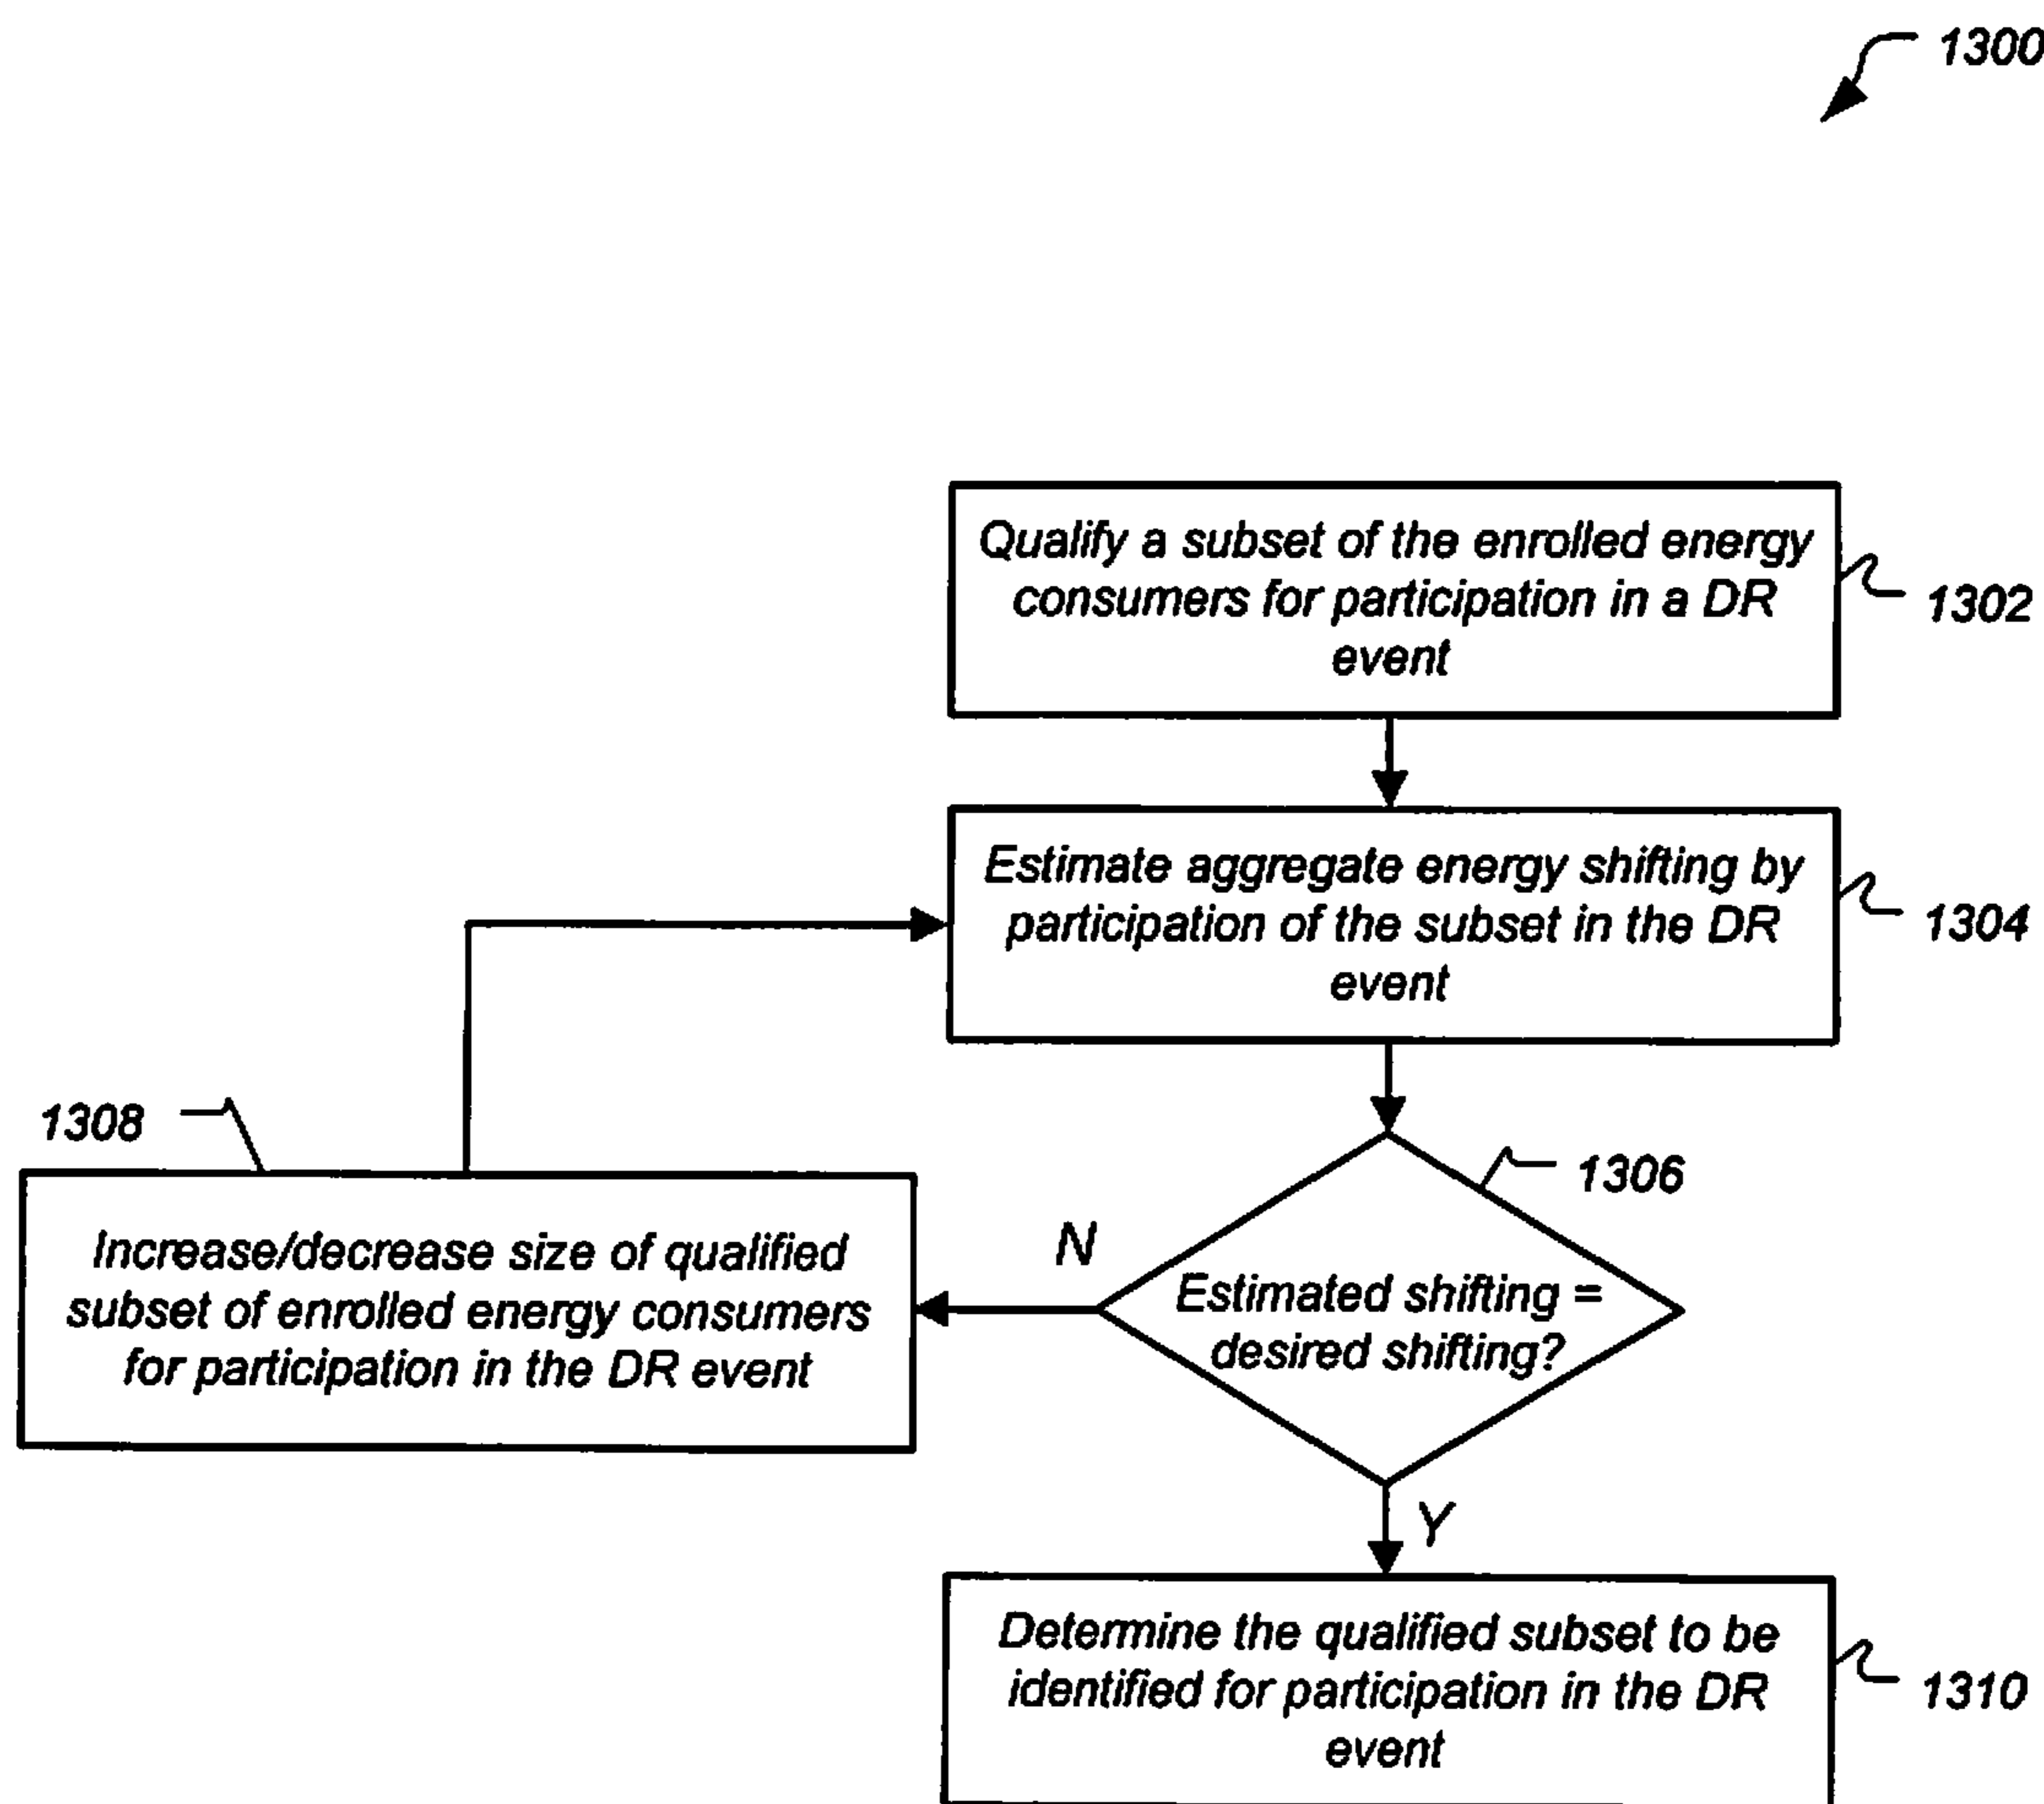 1300
Qualify a subset of the enrolled energy
consumers for participation in a DR
event
1302
Estimate aggregate energy shifting by
participation of the subset in the DR
event
1304
1308
1306
Increase/decrease size of qualified
subset of enrolled energy consumers
for participation in the DR event
N
Estimated shifting =
desired shifting?
Y
Determine the qualified subset to be
identified for participation in the DR
event
1310